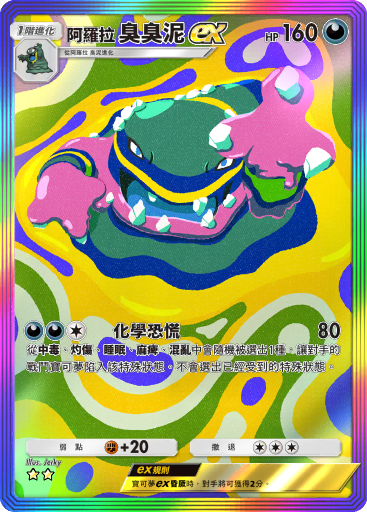 1階進化
阿羅拉 臭臭泥 ex HP 160
從阿羅拉 臭泥進化
化學恐慌 80
從中毒、灼傷、睡眠、麻痺、混亂中會隨機被選出1種。讓對手的
戰鬥寶可夢陷入該特殊狀態。不會選出已經受到的特殊狀態。
弱點 +20 撤退
Illus. Jerky
ex規則
寶可夢ex昏厥時,對手將可獲得2分。